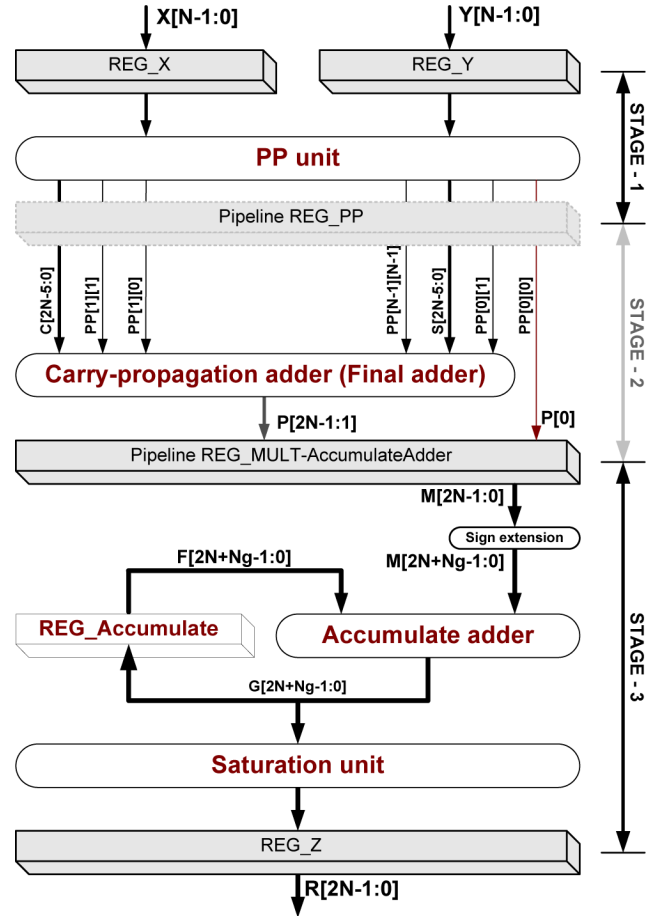 X[N-1:0]
Y[N-1:0]
REG_X
REG_Y
STAGE - 1
PP unit
Pipeline REG_PP
C[2N-5:0]
PP[1][1]
PP[1][0]
PP[N-1][N-1]
S[2N-5:0]
PP[0][1]
PP[0][0]
STAGE - 2
Carry-propagation adder (Final adder)
P[2N-1:1]
P[0]
Pipeline REG_MULT-AccumulateAdder
M[2N-1:0]
Sign extension
F[2N+Ng-1:0]
M[2N+Ng-1:0]
REG_Accumulate
Accumulate adder
STAGE - 3
G[2N+Ng-1:0]
Saturation unit
REG_Z
R[2N-1:0]